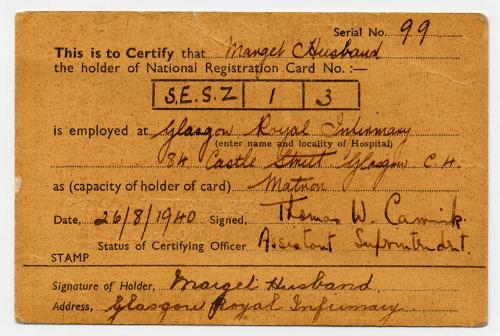 Serial No. 99
This is to Certify that Marget Husband
the holder of National Registration Card No. :—
S.E.S.Z 1 3
is employed at Glasgow Royal Infirmary
(enter name and locality of Hospital)
84 Castle Street Glasgow C.4.
as (capacity of holder of card) Matron
Date, 26/8/1940 Signed, Thomas W.
Status of Certifying Officer Assistant Superintendent.
STAMP
Signature of Holder, Marget Husband.
Address, Glasgow Royal Infirmary